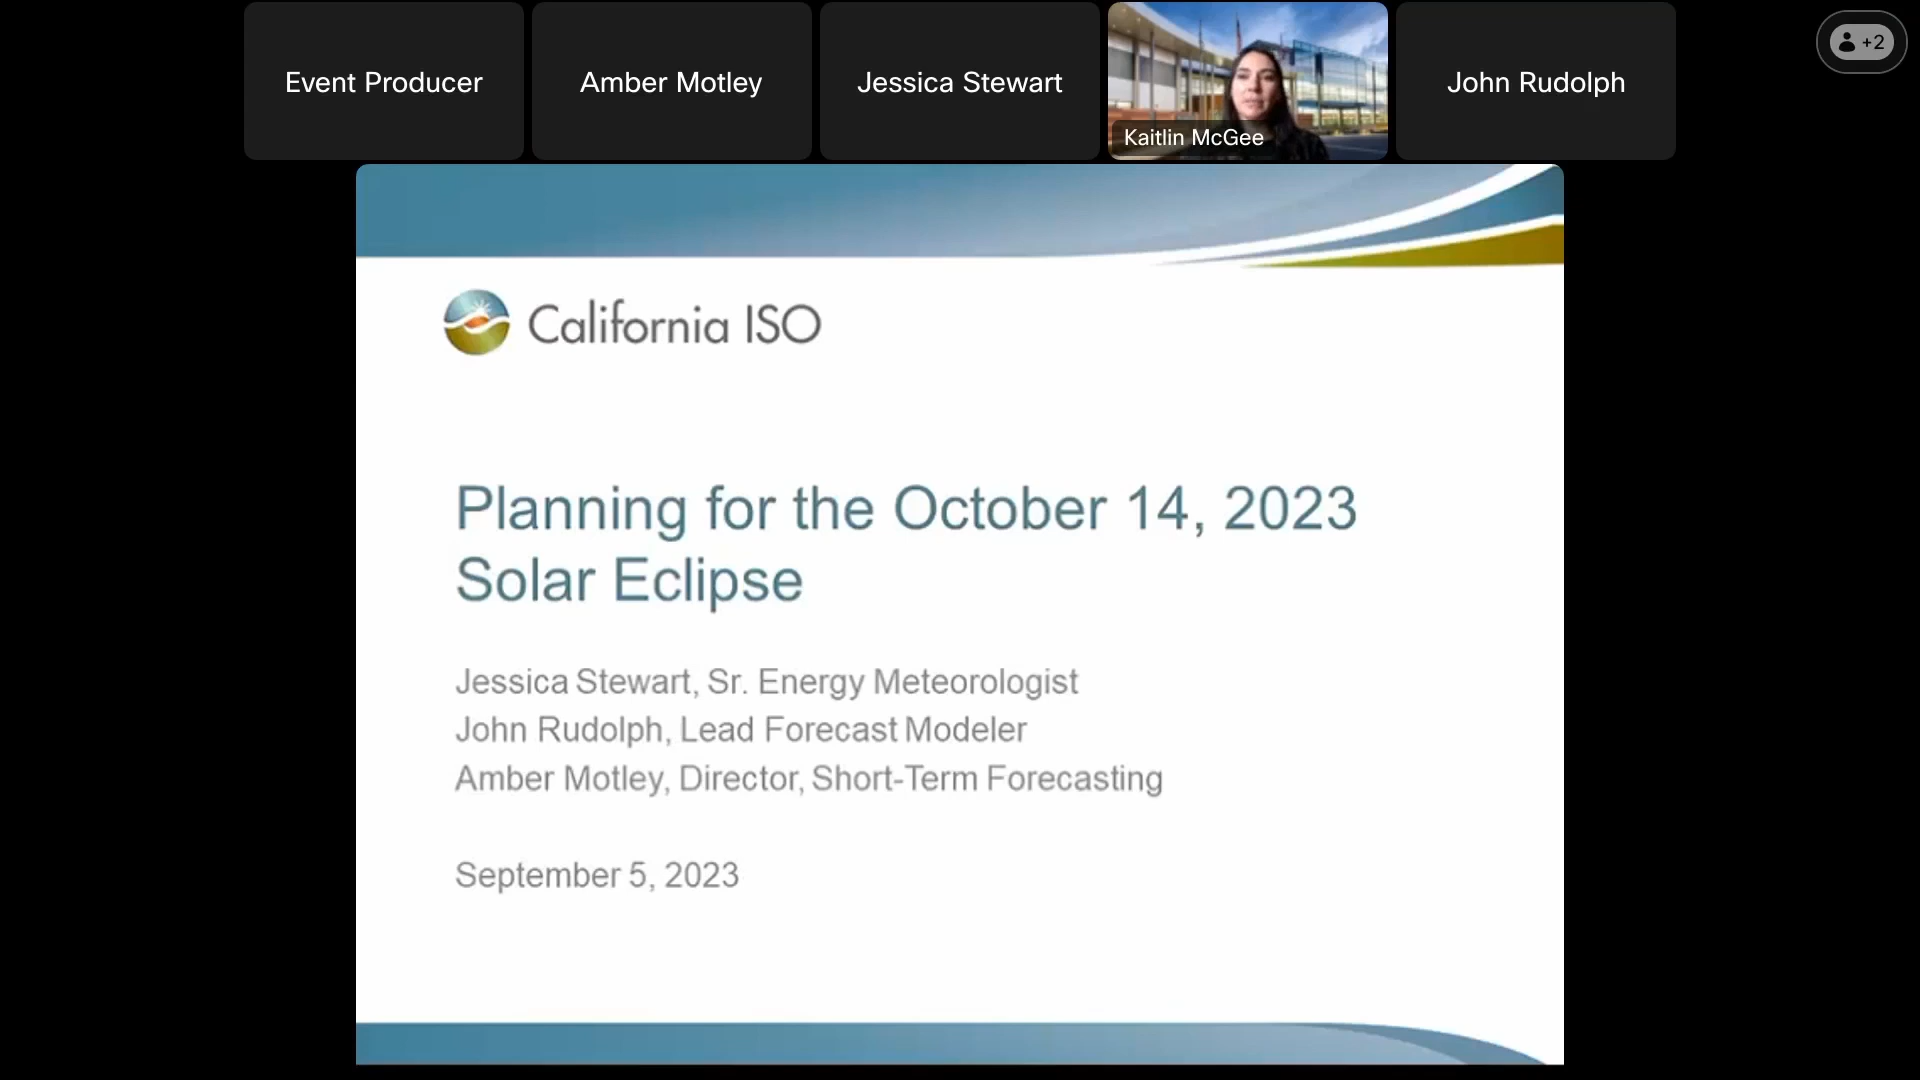 Event Producer
Amber Motley
Jessica Stewart
Kaitlin McGee
John Rudolph
+2
California ISO
Planning for the October 14, 2023
Solar Eclipse
Jessica Stewart, Sr. Energy Meteorologist
John Rudolph, Lead Forecast Modeler
Amber Motley, Director, Short-Term Forecasting
September 5, 2023